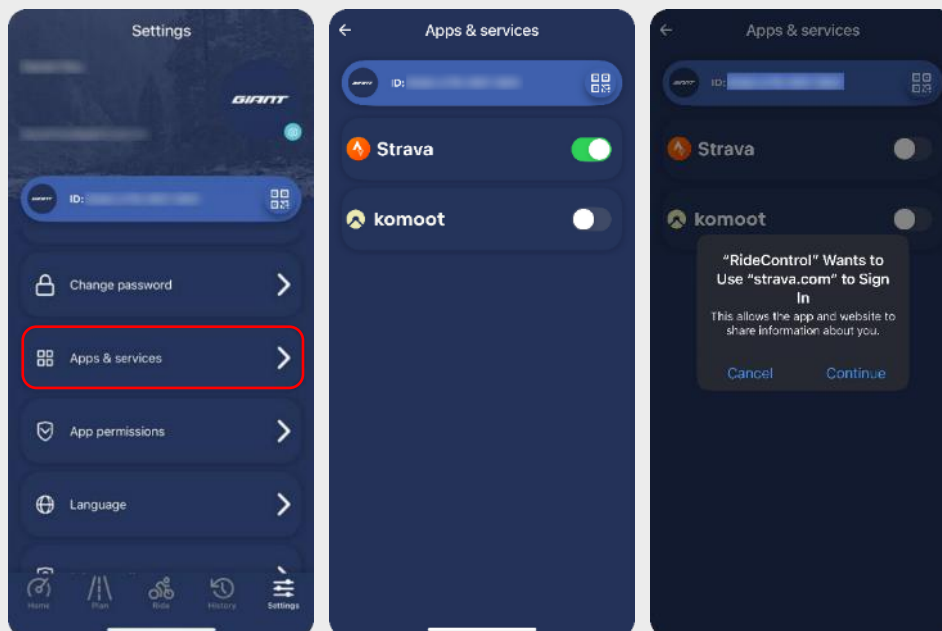 Settings
GIANT
ID:
Change password
Apps & services
App permissions
Language
Home
Plan
Ride
History
Settings
Apps & services
GIANT
ID:
Strava
komoot
Apps & services
GIANT
ID:
Strava
komoot
"RideControl" Wants to
Use "strava.com" to Sign
In
This allows the app and website to
share information about you.
Cancel
Continue